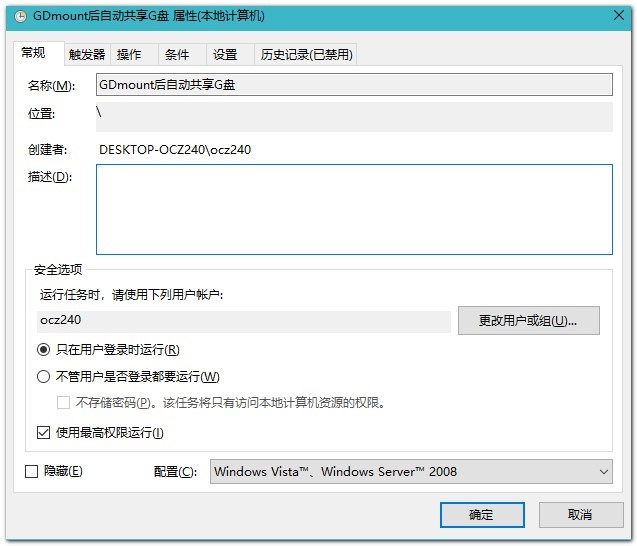 GDmount后自动共享G盘 属性(本地计算机)
常规 触发器 操作 条件 设置 历史记录(已禁用)
名称(M): GDmount后自动共享G盘
位置: \
创建者: DESKTOP-OCZ240\ocz240
描述(D):
安全选项
运行任务时，请使用下列用户帐户:
ocz240 更改用户或组(U)...
只在用户登录时运行(R)
不管用户是否登录都要运行(W)
不存储密码(P)。该任务将只有访问本地计算机资源的权限。
使用最高权限运行(I)
隐藏(E) 配置(C): Windows Vista™、Windows Server™ 2008
确定 取消